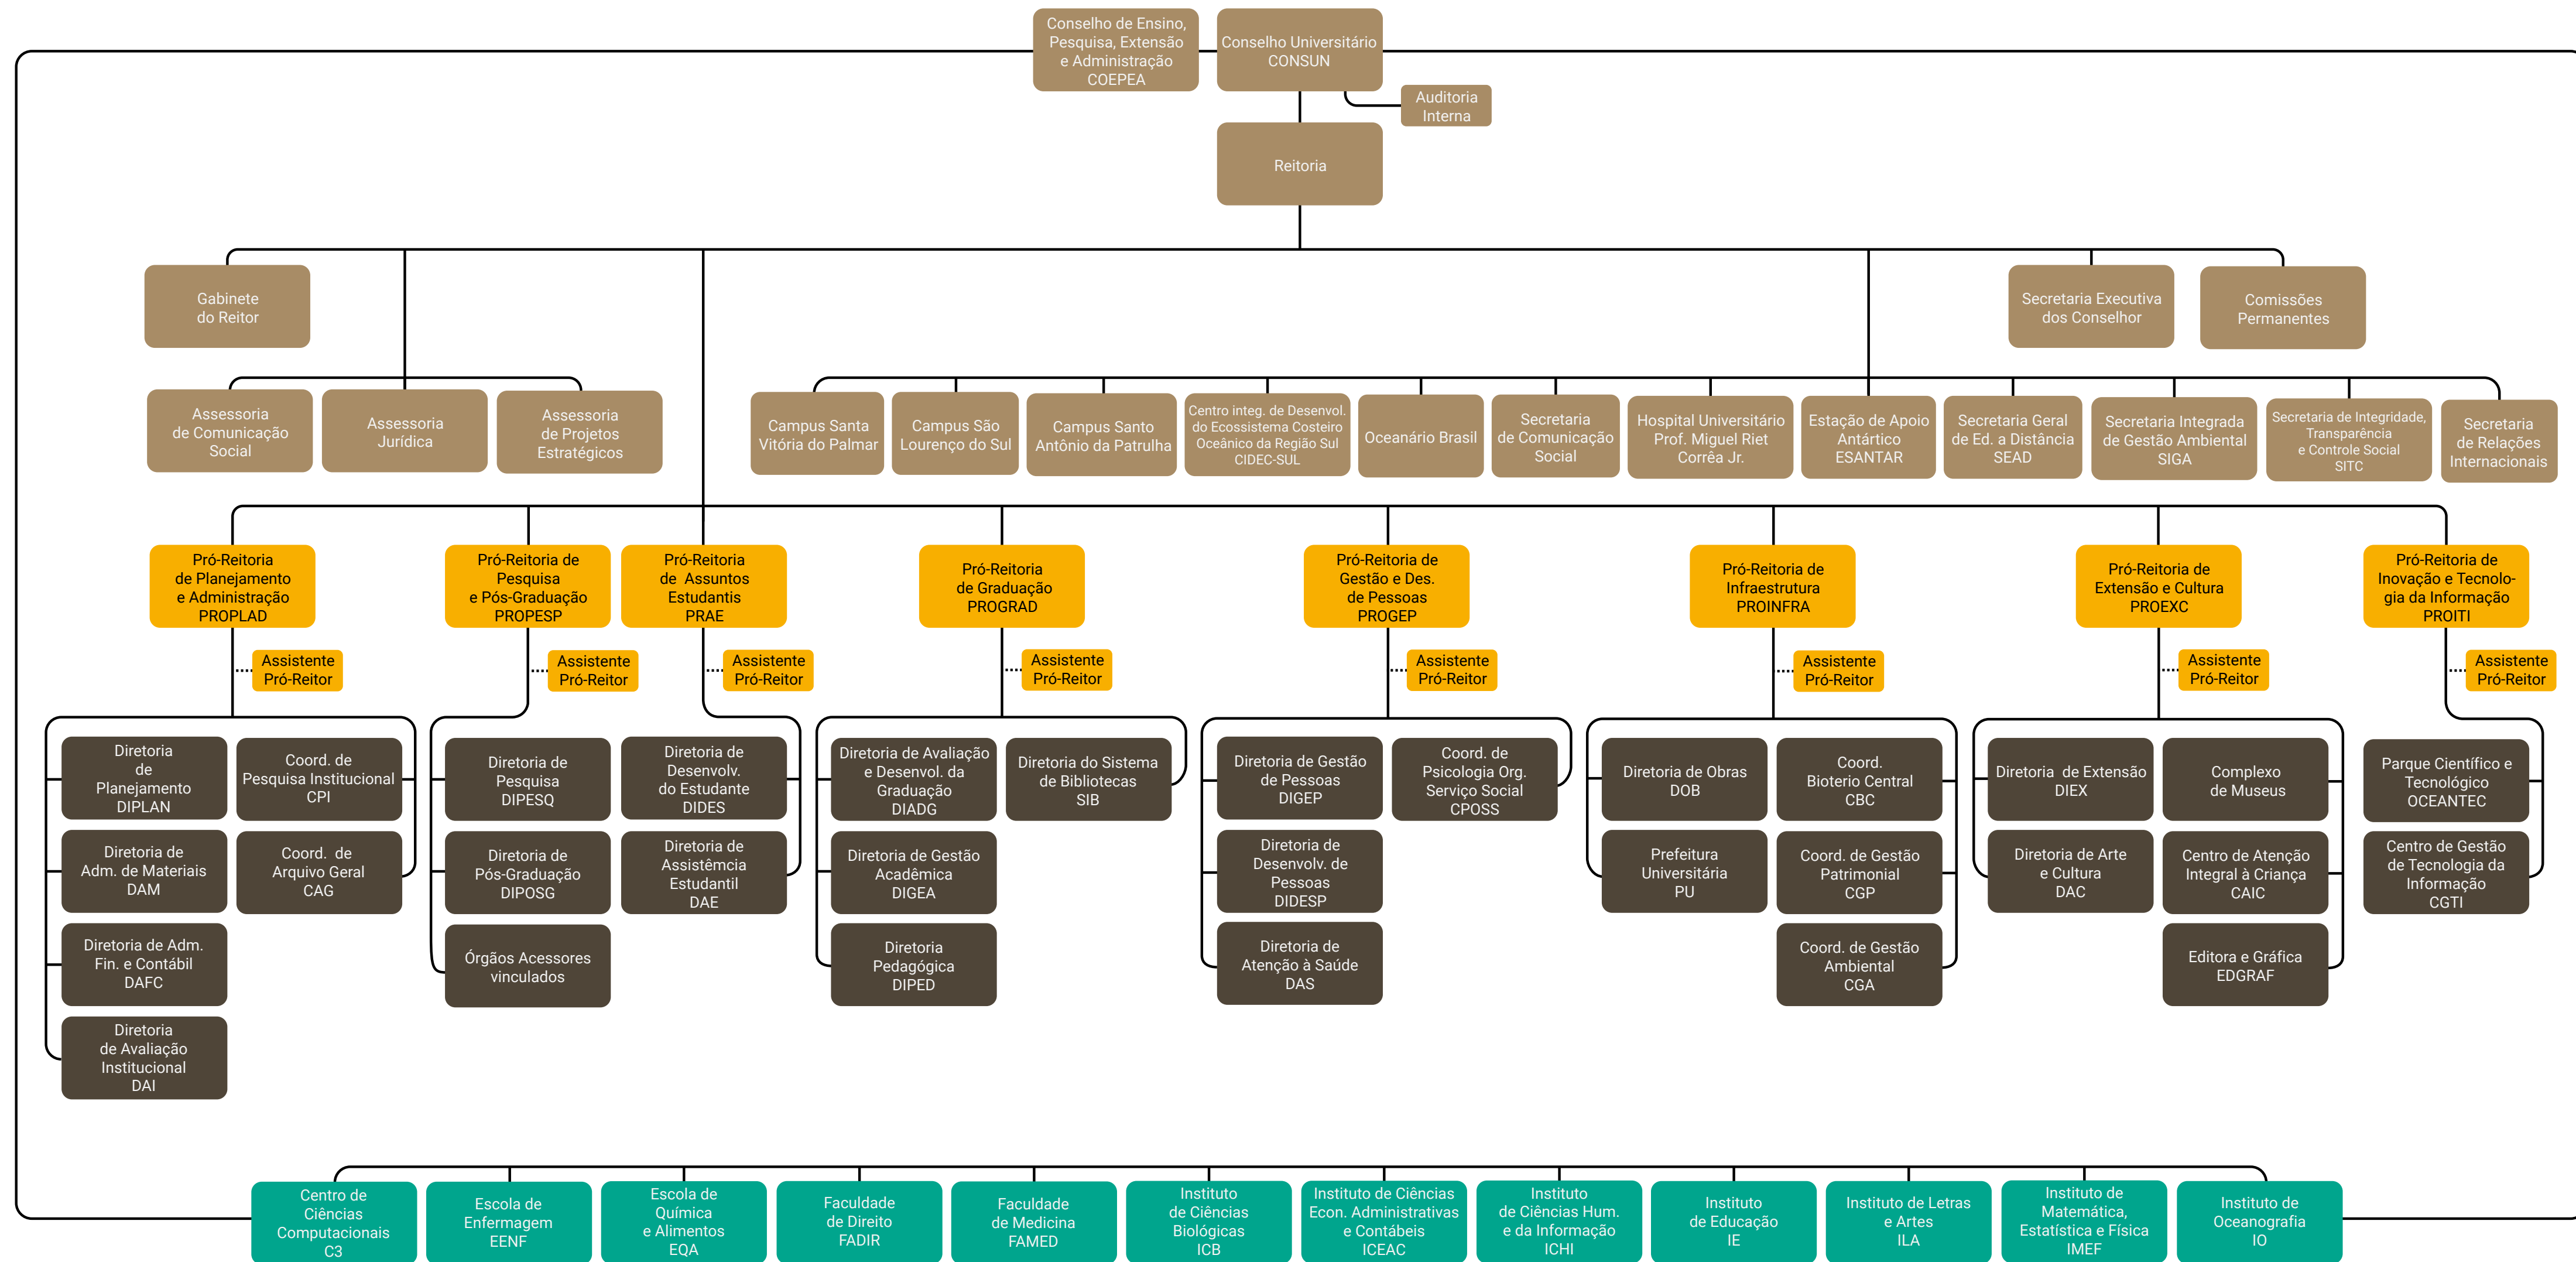 Conselho de Ensino,
Pesquisa, Extensão
e Administração
COEPEA
Conselho Universitário
CONSUN
Auditoria
Interna
Reitoria
Gabinete
do Reitor
Secretaria Executiva
dos Conselhor
Comissões
Permanentes
Assessoria
de Comunicação
Social
Assessoria
Jurídica
Assessoria
de Projetos
Estratégicos
Campus Santa
Vitória do Palmar
Campus São
Lourenço do Sul
Campus Santo
Antônio da Patrulha
Centro integ. de Desenvol.
do Ecossistema Costeiro
Oceânico da Região Sul
CIDEC-SUL
Oceanário Brasil
Secretaria
de Comunicação
Social
Hospital Universitário
Prof. Miguel Riet
Corrêa Jr.
Estação de Apoio
Antártico
ESANTAR
Secretaria Geral
de Ed. a Distância
SEAD
Secretaria Integrada
de Gestão Ambiental
SIGA
Secretaria de Integridade,
Transparência
e Controle Social
SITC
Secretaria
de Relações
Internacionais
Pró-Reitoria
de Planejamento
e Administração
PROPLAD
Pró-Reitoria de
Pesquisa
e Pós-Graduação
PROPESP
Pró-Reitoria
de Assuntos
Estudantis
PRAE
Pró-Reitoria
de Graduação
PROGRAD
Pró-Reitoria de
Gestão e Des.
de Pessoas
PROGEP
Pró-Reitoria de
Infraestrutura
PROINFRA
Pró-Reitoria de
Extensão e Cultura
PROEXC
Pró-Reitoria de
Inovação e Tecnolo-
gia da Informação
PROITI
Assistente
Pró-Reitor
Assistente
Pró-Reitor
Assistente
Pró-Reitor
Assistente
Pró-Reitor
Assistente
Pró-Reitor
Assistente
Pró-Reitor
Assistente
Pró-Reitor
Assistente
Pró-Reitor
Diretoria
de
Planejamento
DIPLAN
Coord. de
Pesquisa Institucional
CPI
Diretoria de
Adm. de Materiais
DAM
Coord. de
Arquivo Geral
CAG
Diretoria de Adm.
Fin. e Contábil
DAFC
Diretoria
de Avaliação
Institucional
DAI
Diretoria de
Pesquisa
DIPESQ
Diretoria de
Pós-Graduação
DIPOSG
Órgãos Acessores
vinculados
Diretoria de
Desenvolv.
do Estudante
DIDES
Diretoria de
Assistêmcia
Estudantil
DAE
Diretoria de Avaliação
e Desenvol. da
Graduação
DIADG
Diretoria do Sistema
de Bibliotecas
SIB
Diretoria de Gestão
Acadêmica
DIGEA
Diretoria
Pedagógica
DIPED
Diretoria de Gestão
de Pessoas
DIGEP
Coord. de
Psicologia Org.
Serviço Social
CPOSS
Diretoria de
Desenvolv. de
Pessoas
DIDESP
Diretoria de
Atenção à Saúde
DAS
Diretoria de Obras
DOB
Coord.
Bioterio Central
CBC
Prefeitura
Universitária
PU
Coord. de Gestão
Patrimonial
CGP
Coord. de Gestão
Ambiental
CGA
Diretoria de Extensão
DIEX
Complexo
de Museus
Diretoria de Arte
e Cultura
DAC
Centro de Atenção
Integral à Criança
CAIC
Editora e Gráfica
EDGRAF
Parque Científico e
Tecnológico
OCEANTEC
Centro de Gestão
de Tecnologia da
Informação
CGTI
Centro de
Ciências
Computacionais
C3
Escola de
Enfermagem
EENF
Escola de
Química
e Alimentos
EQA
Faculdade
de Direito
FADIR
Faculdade
de Medicina
FAMED
Instituto
de Ciências
Biológicas
ICB
Instituto de Ciências
Econ. Administrativas
e Contábeis
ICEAC
Instituto
de Ciências Hum.
e da Informação
ICHI
Instituto
de Educação
IE
Instituto de Letras
e Artes
ILA
Instituto de
Matemática,
Estatística e Física
IMEF
Instituto de
Oceanografia
IO